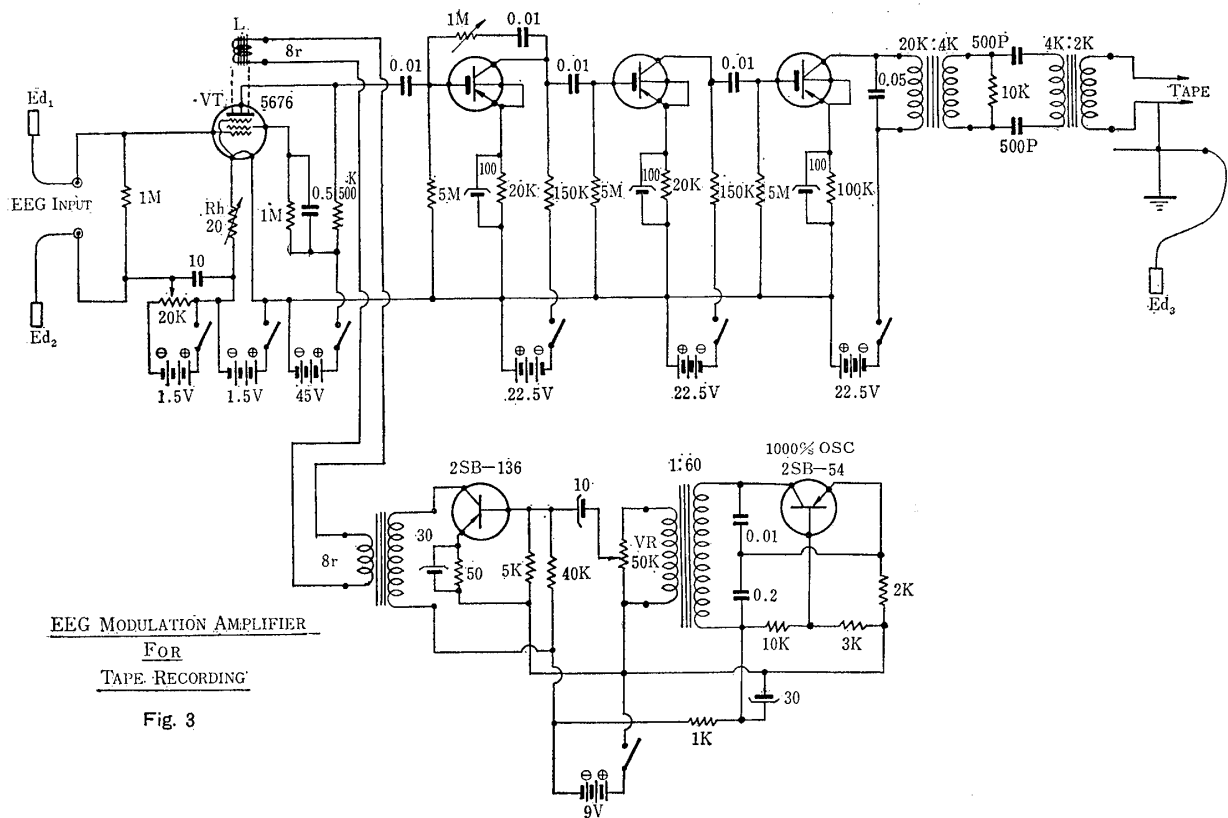 L
8r
1M
0.01
0.01
0.01
0.01
20K:4K
500P
4K:2K
0.05
10K
500P
TAPE
Ed₁
VT
5676
EEG INPUT
1M
Rh
20
1M
0.5
K
500
5M
100
20K
150K
5M
100
20K
150K
5M
100
100K
10
20K
Ed₂
Ed₃
⊖ ⊕
1.5V
⊖ ⊕
1.5V
⊖ ⊕
45V
⊕ ⊖
22.5V
⊕ ⊖
22.5V
⊕ ⊖
22.5V
2SB-136
10
1:60
1000% OSC
2SB-54
8r
30
50
5K
40K
VR
50K
0.01
0.2
2K
10K
3K
30
1K
⊖ ⊕
9V
EEG MODULATION AMPLIFIER
FOR
TAPE RECORDING
Fig. 3